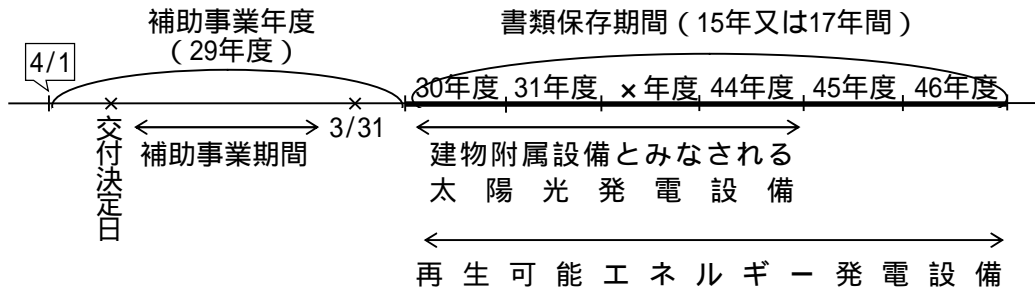 補助事業年度
(29年度)
書類保存期間(15年又は17年間)
4/1
30年度 31年度 ×年度 44年度 45年度 46年度
×
×
3/31
交付決定日
補助事業期間
建物附属設備とみなされる
太陽光発電設備
再生可能エネルギー発電設備